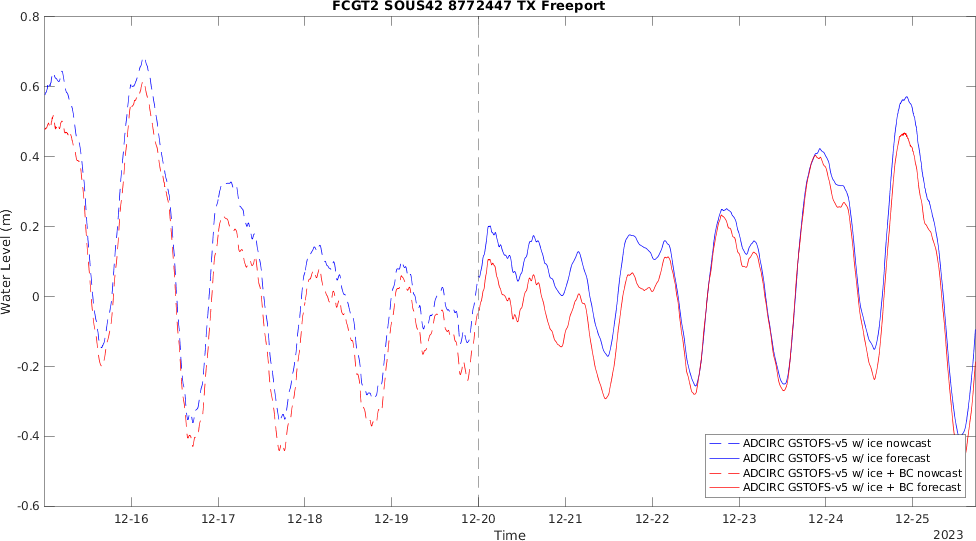 FCGT2 SOUS42 8772447 TX Freeport
0.8
0.6
0.4
0.2
0
-0.2
-0.4
-0.6
Water Level (m)
ADCIRC GSTOFS-v5 w/ ice nowcast
ADCIRC GSTOFS-v5 w/ ice forecast
ADCIRC GSTOFS-v5 w/ ice + BC nowcast
ADCIRC GSTOFS-v5 w/ ice + BC forecast
12-16 12-17 12-18 12-19 12-20 12-21 12-22 12-23 12-24 12-25
Time
2023